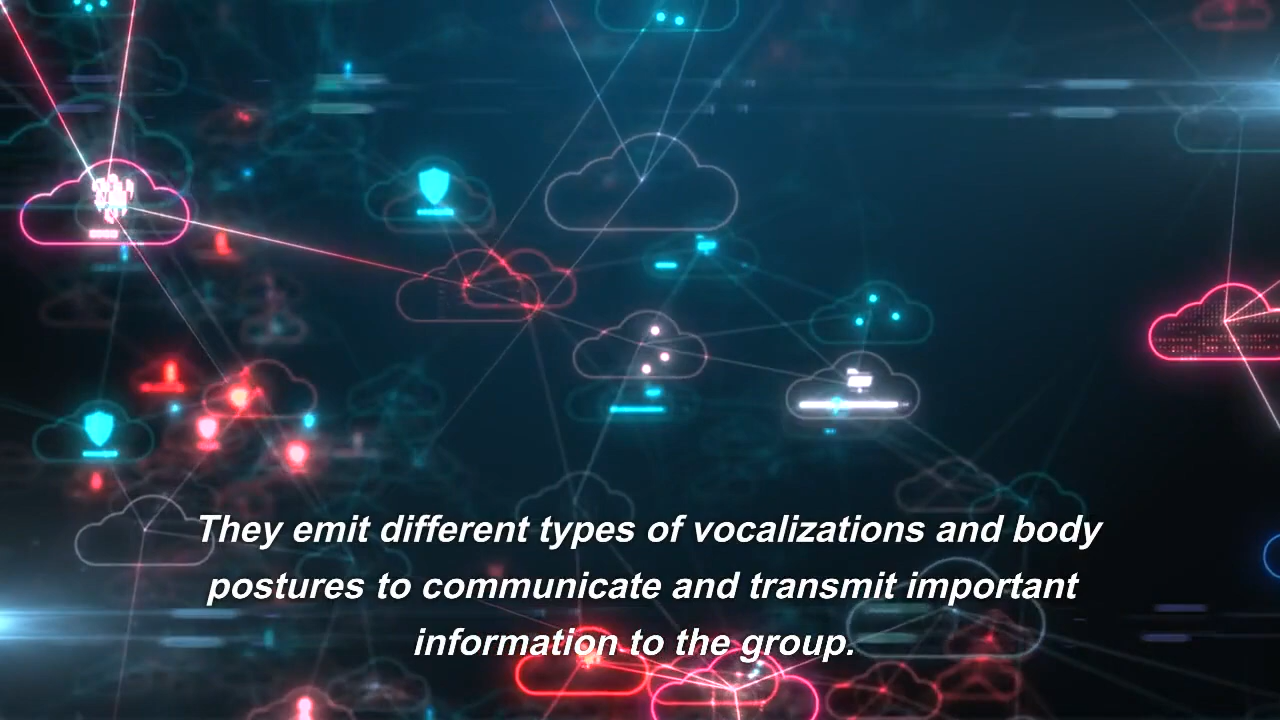 They emit different types of vocalizations and body
postures to communicate and transmit important
information to the group.